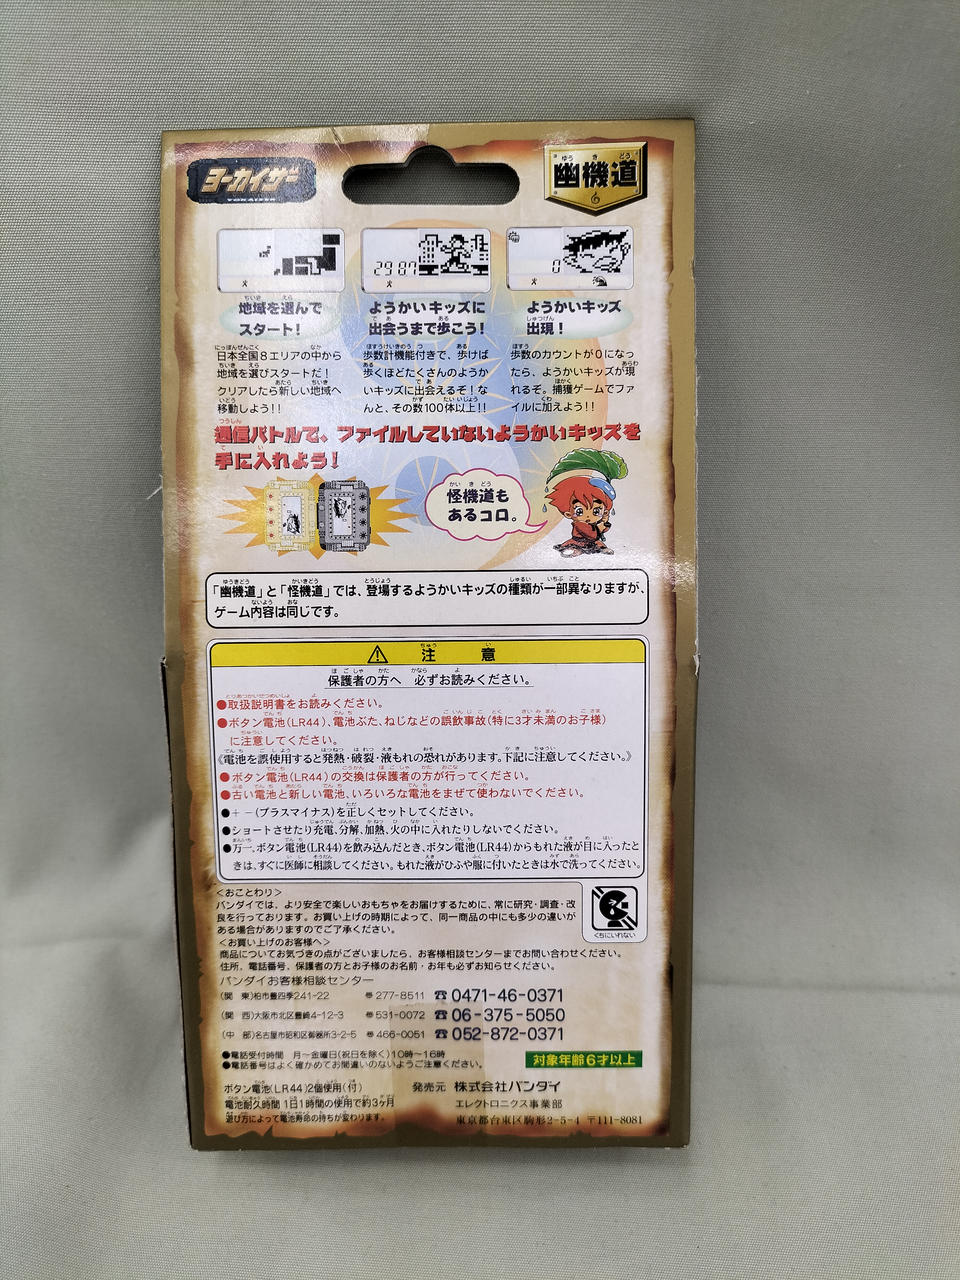 ヨーカイザー
YOKAIZER
幽機道
2987
0
地域を選んで
スタート!
ようかいキッズに
出会うまで歩こう!
ようかいキッズ
出現!
日本全国8エリアの中から
地域を選びスタートだ!
クリアしたら新しい地域へ
移動しよう!!
歩数計機能付きで、歩けば
歩くほどたくさんのようか
いキッズに出会えるぞ!な
んと、その数100体以上!!
歩数のカウントが0になっ
たら、ようかいキッズが現
れるぞ。捕獲ゲームでファ
イルに加えよう!!
通信バトルで、ファイルしていないようかいキッズを
手に入れよう!
怪機道も
あるコロ。
「幽機道」と「怪機道」では、登場するようかいキッズの種類が一部異なりますが、
ゲーム内容は同じです。
注意
保護者の方へ 必ずお読みください。
●取扱説明書をお読みください。
●ボタン電池(LR44)、電池ぶた、ねじなどの誤飲事故(特に3才未満のお子様)
に注意してください。
《電池を誤使用すると発熱・破裂・液もれの恐れがあります。下記に注意してください。》
●ボタン電池(LR44)の交換は保護者の方が行ってください。
●古い電池と新しい電池、いろいろな電池をまぜて使わないでください。
●+-(プラスマイナス)を正しくセットしてください。
●ショートさせたり充電、分解、加熱、火の中に入れたりしないでください。
●万一、ボタン電池(LR44)を飲み込んだとき、ボタン電池(LR44)からもれた液が目に入ったと
きは、すぐに医師に相談してください。もれた液がひふや服に付いたときは水で洗ってください。
<おことわり>
バンダイでは、より安全で楽しいおもちゃをお届けするために、常に研究・調査・改
良を行っております。お買い上げの時期によって、同一商品の中にも多少の違いが
ある場合がありますのでご了承ください。
くちにいれない
<お買い上げのお客様へ>
商品についてお気づきの点がございましたら、お客様相談センターまでお問い合わせください。
住所、電話番号、保護者の方とお子様のお名前・お年も必ずお知らせください。
バンダイお客様相談センター
(関 東)柏市豊四季241-22 〒277-8511 ☎0471-46-0371
(関 西)大阪市北区豊崎4-12-3 〒531-0072 ☎06-375-5050
(中 部)名古屋市昭和区御器所3-2-5 〒466-0051 ☎052-872-0371
●電話受付時間 月~金曜日(祝日を除く)10時~16時
●電話番号はよく確かめてお間違いのないようご注意ください。
対象年齢6才以上
ボタン電池(LR44)2個使用(付)
電池耐久時間 1日1時間の使用で約3ヶ月
遊び方によって電池寿命の持ちが変わります。
発売元 株式会社バンダイ
エレクトロニクス事業部
東京都台東区駒形2-5-4 〒111-8081